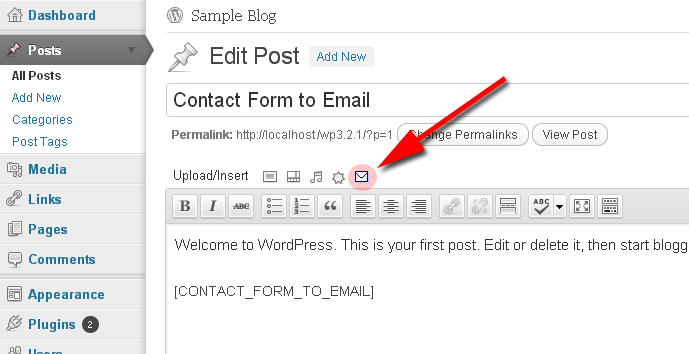 Dashboard
Posts
All Posts
Add New
Categories
Post Tags
Media
Links
Pages
Comments
Appearance
Plugins 2
Sample Blog
Edit Post Add New
Contact Form to Email
Permalink: http://localhost/wp3.2.1/?p=1 Change Permalinks View Post
Upload/Insert
B I ABC ABC
Welcome to WordPress. This is your first post. Edit or delete it, then start blogg
[CONTACT_FORM_TO_EMAIL]